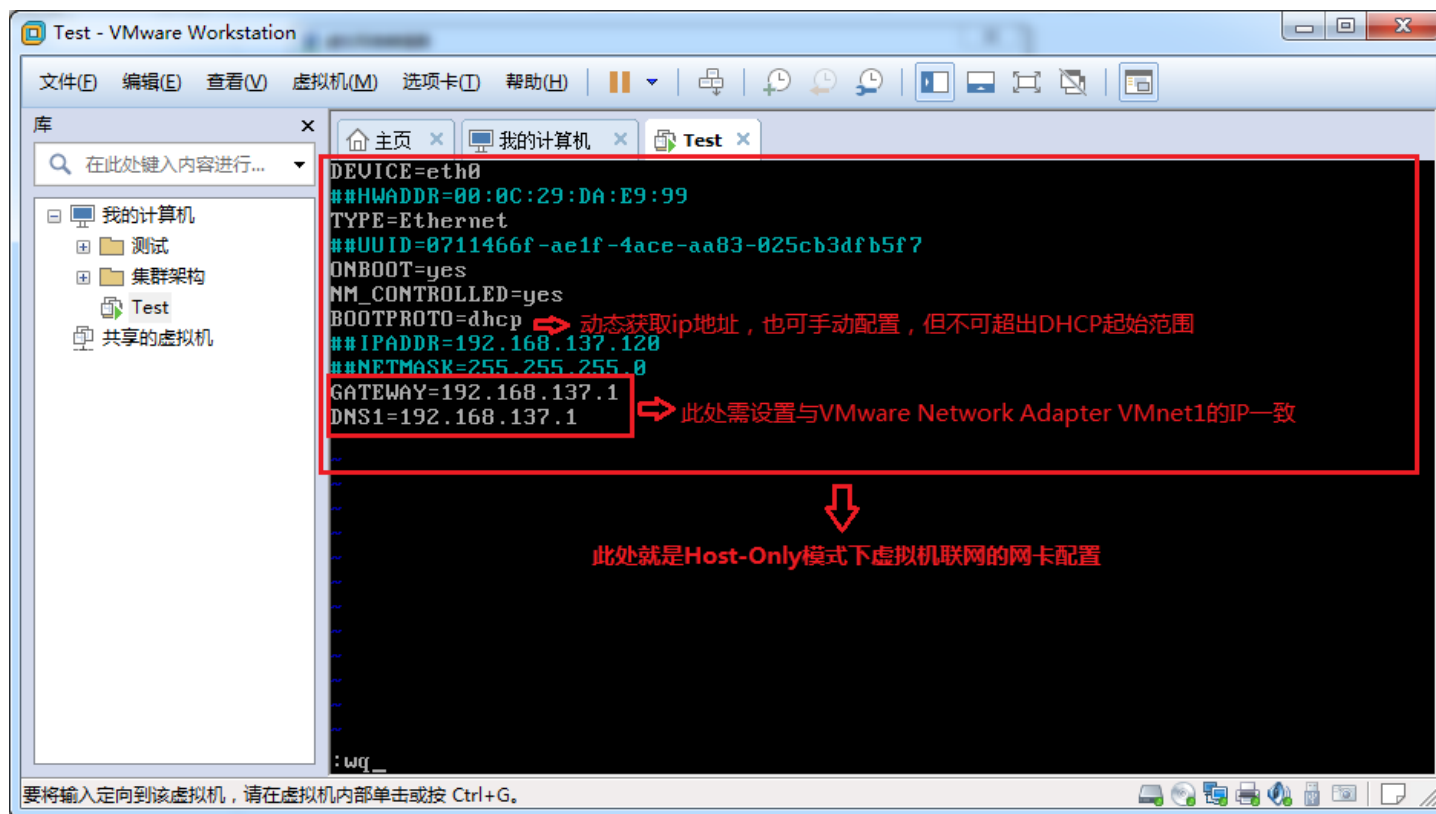 Test - VMware Workstation
文件(F) 编辑(E) 查看(V) 虚拟机(M) 选项卡(T) 帮助(H)
库
在此处键入内容进行...
我的计算机
测试
集群架构
Test
共享的虚拟机
主页 我的计算机 Test
DEVICE=eth0
##HWADDR=00:0C:29:DA:E9:99
TYPE=Ethernet
##UUID=0711466f-ae1f-4ace-aa83-025cb3dfb5f7
ONBOOT=yes
NM_CONTROLLED=yes
BOOTPROTO=dhcp 动态获取ip地址，也可手动配置，但不可超出DHCP起始范围
##IPADDR=192.168.137.120
##NETMASK=255.255.255.0
GATEWAY=192.168.137.1
DNS1=192.168.137.1 此处需设置与VMware Network Adapter VMnet1的IP一致
~
~
~
~
~
~
~
~
~
~
~
~
此处就是Host-Only模式下虚拟机联网的网卡配置
:wq_
要将输入定向到该虚拟机，请在虚拟机内部单击或按 Ctrl+G。